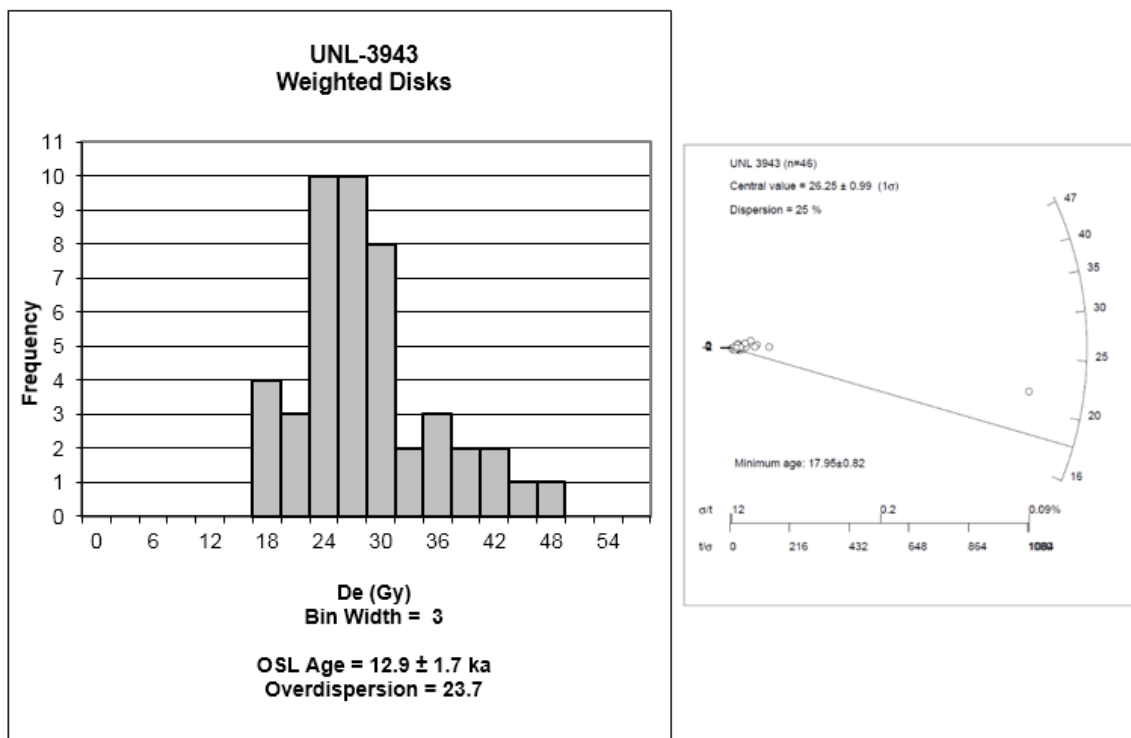 UNL-3943
Weighted Disks
11
10
9
8
7
6
5
4
3
2
1
0
Frequency
0 6 12 18 24 30 36 42 48 54
De (Gy)
Bin Width = 3
OSL Age = 12.9 ± 1.7 ka
Overdispersion = 23.7
UNL 3943 (n=46)
Central value = 26.25 ± 0.99 (1σ)
Dispersion = 25 %
47
40
35
30
25
20
16
Minimum age: 17.95±0.82
σ/t 12 0.2 0.09%
t/σ 0 216 432 648 864